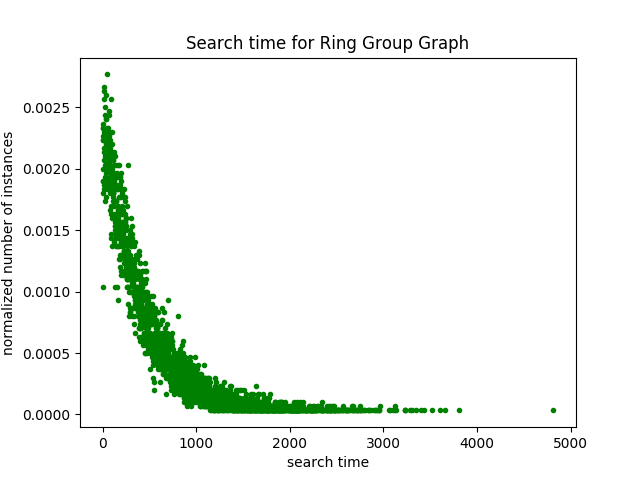 Search time for Ring Group Graph
normalized number of instances
0.0025
0.0020
0.0015
0.0010
0.0005
0.0000
0 1000 2000 3000 4000 5000
search time